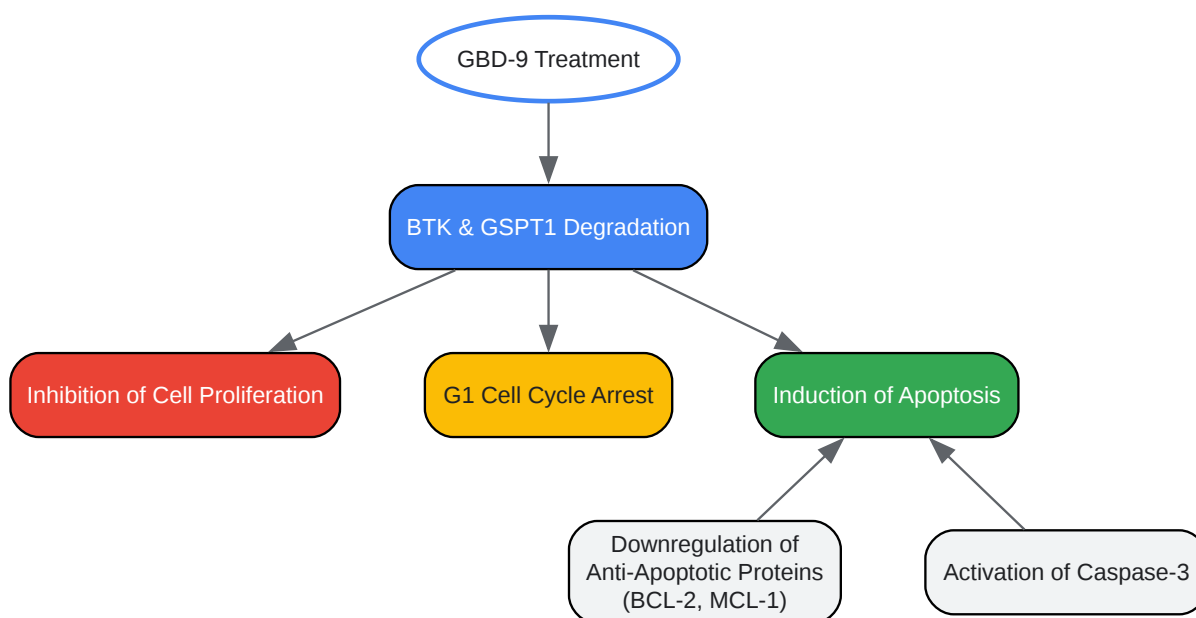 GBD-9 Treatment
BTK & GSPT1 Degradation
Inhibition of Cell Proliferation
G1 Cell Cycle Arrest
Induction of Apoptosis
Downregulation of
Anti-Apoptotic Proteins
(BCL-2, MCL-1)
Activation of Caspase-3